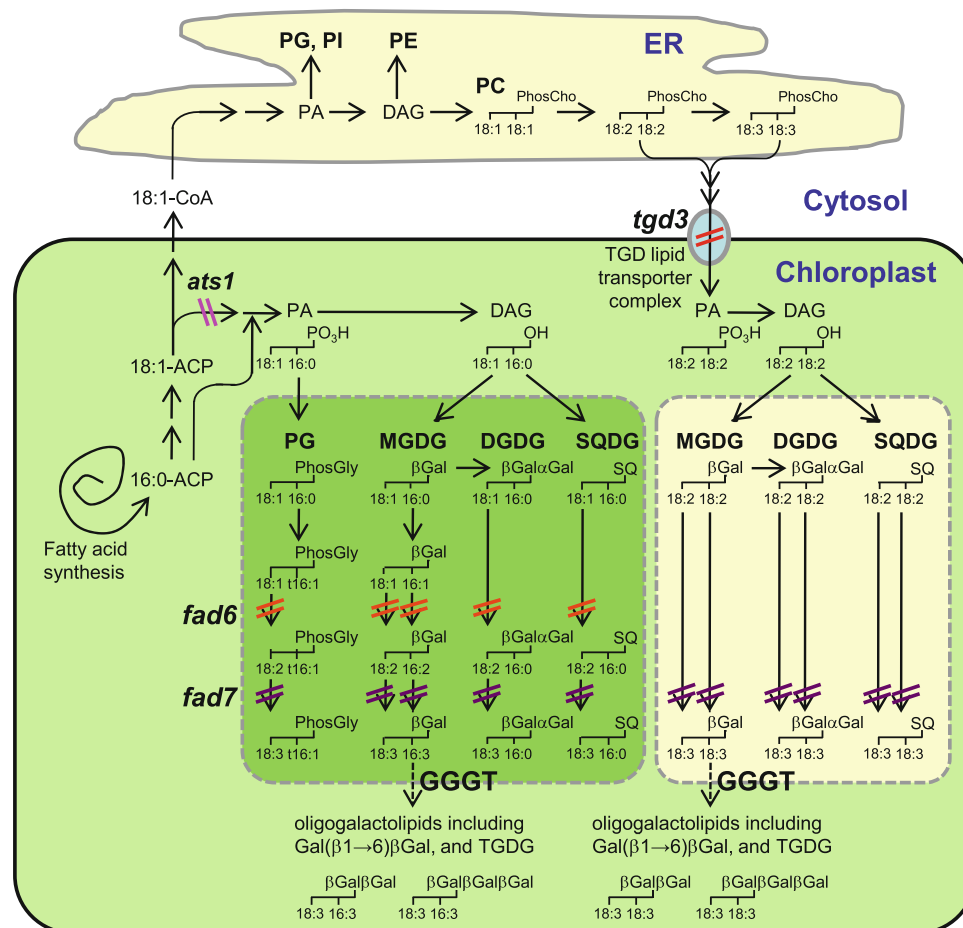 ER
PG, PI
PE
PC
PhosCho
PhosCho
PhosCho
PA
DAG
18:1 18:1
18:2 18:2
18:3 18:3
18:1-CoA
Cytosol
tgd3
TGD lipid
transporter
complex
Chloroplast
ats1
PA
DAG
PA
DAG
PO₃H
OH
PO₃H
OH
18:1 16:0
18:1 16:0
18:2 18:2
18:2 18:2
18:1-ACP
16:0-ACP
Fatty acid
synthesis
PG
MGDG
DGDG
SQDG
MGDG
DGDG
SQDG
PhosGly
βGal
βGalαGal
SQ
βGal
βGalαGal
SQ
18:1 16:0
18:1 16:0
18:1 16:0
18:1 16:0
18:2 18:2
18:2 18:2
18:2 18:2
PhosGly
βGal
18:1 t16:1
18:1 16:1
fad6
PhosGly
βGal
βGalαGal
SQ
18:2 t16:1
18:2 16:2
18:2 16:0
18:2 16:0
fad7
PhosGly
βGal
βGalαGal
SQ
βGal
βGalαGal
SQ
18:3 t16:1
18:3 16:3
18:3 16:0
18:3 16:0
18:3 18:3
18:3 18:3
18:3 18:3
GGGT
GGGT
oligogalactolipids including
Gal(β1→6)βGal, and TGDG
oligogalactolipids including
Gal(β1→6)βGal, and TGDG
βGalβGal
βGalβGalβGal
βGalβGal
βGalβGalβGal
18:3 16:3
18:3 16:3
18:3 18:3
18:3 18:3